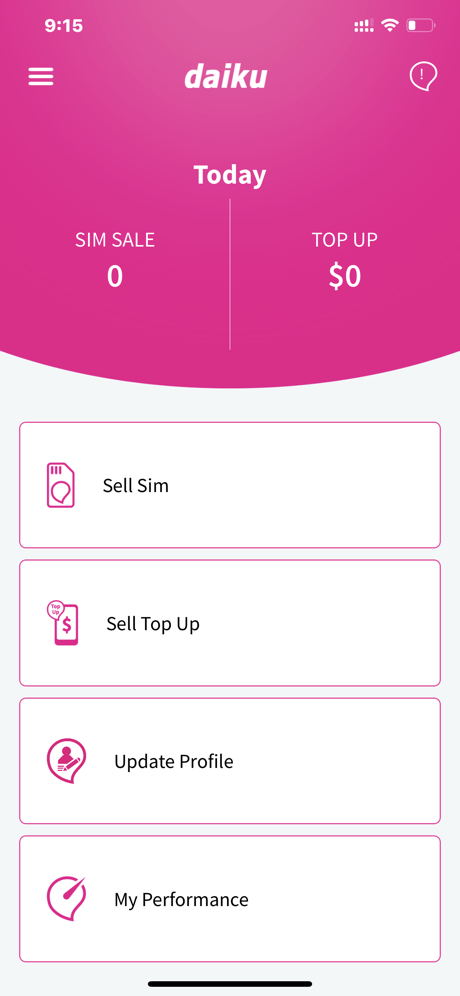 9:15
daiku
!
Today
SIM SALE
TOP UP
0
$0
Sell Sim
Top
Up
$
Sell Top Up
Update Profile
My Performance